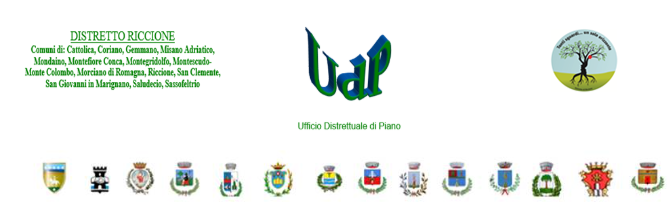 DISTRETTO RICCIONE
Comuni di: Cattolica, Coriano, Gemmano, Misano Adriatico,
Mondaino, Montefiore Conca, Montegridolfo, Montescudo-
Monte Colombo, Morciano di Romagna, Riccione, San Clemente,
San Giovanni in Marignano, Saludecio, Sassofeltrio
UdP
Ufficio Distrettuale di Piano